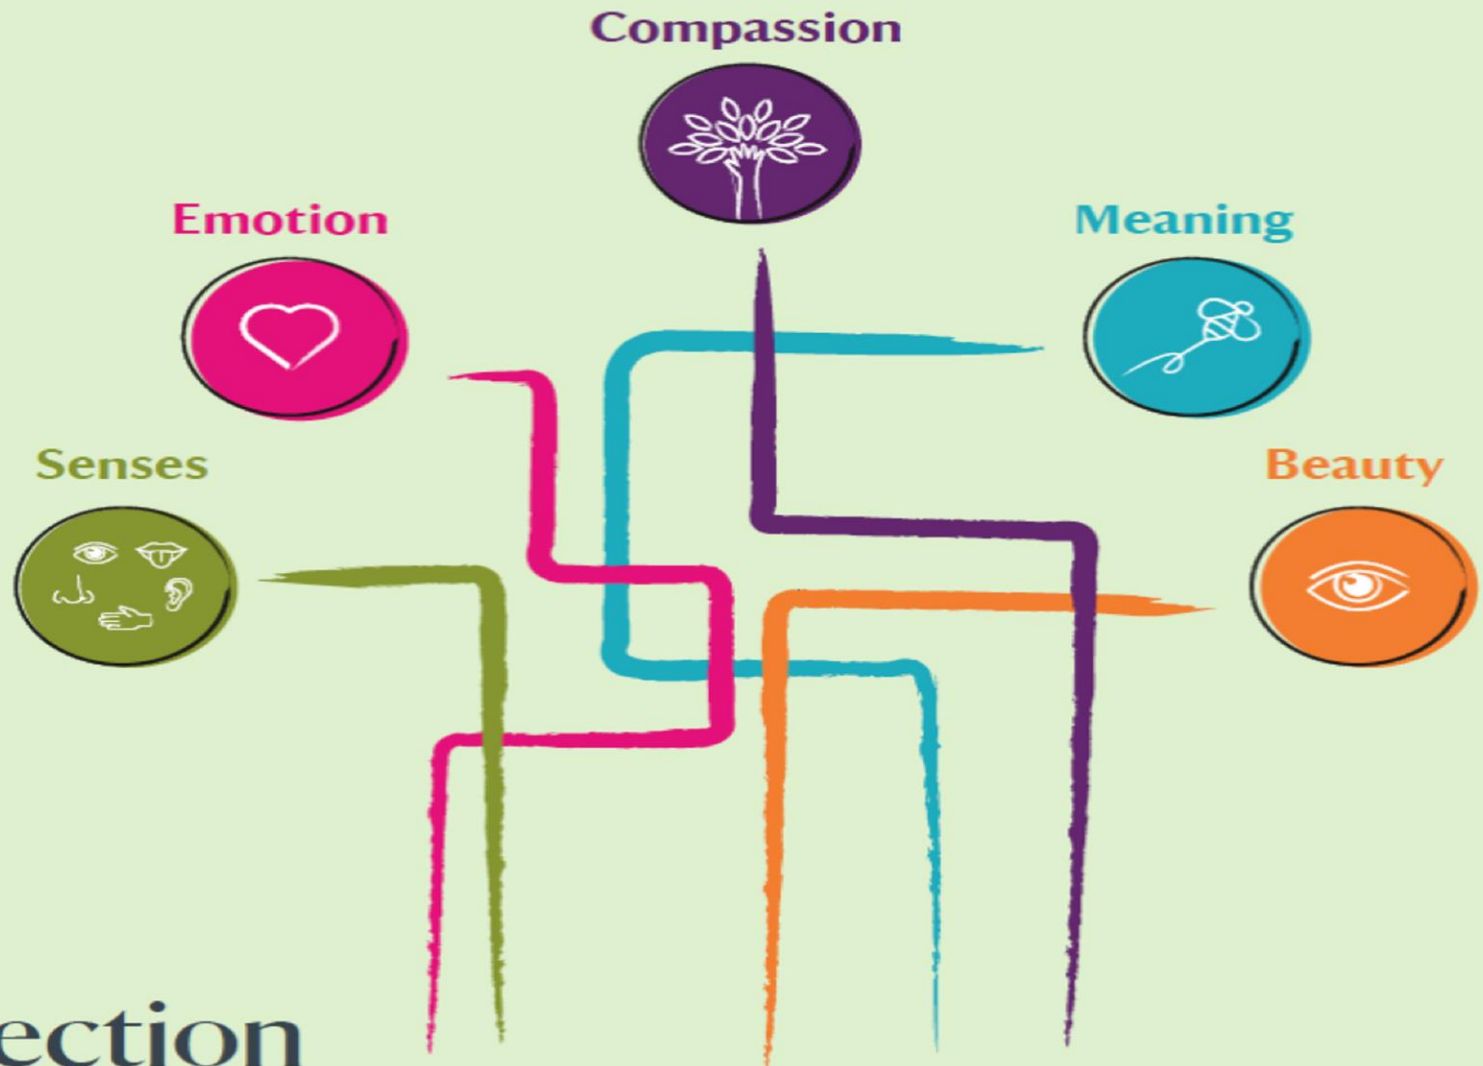 Compassion
Emotion
Meaning
Senses
Beauty
ection